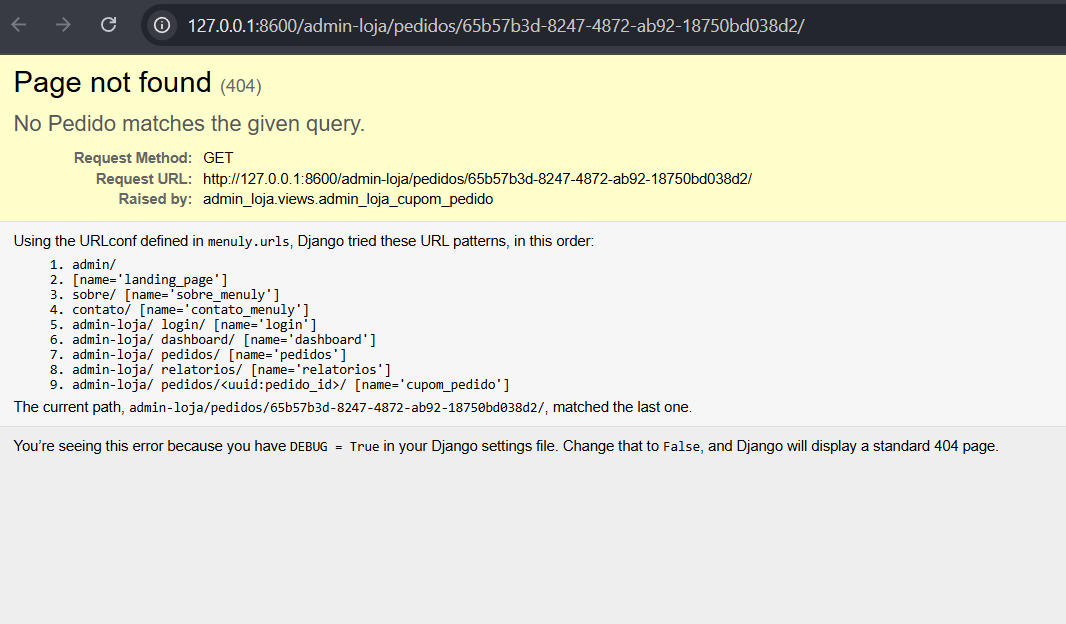 127.0.0.1:8600/admin-loja/pedidos/65b57b3d-8247-4872-ab92-18750bd038d2/
Page not found (404)
No Pedido matches the given query.
Request Method: GET
Request URL: http://127.0.0.1:8600/admin-loja/pedidos/65b57b3d-8247-4872-ab92-18750bd038d2/
Raised by: admin_loja.views.admin_loja_cupom_pedido
Using the URLconf defined in menuly.urls, Django tried these URL patterns, in this order:
1. admin/
2. [name='landing_page']
3. sobre/ [name='sobre_menuly']
4. contato/ [name='contato_menuly']
5. admin-loja/ login/ [name='login']
6. admin-loja/ dashboard/ [name='dashboard']
7. admin-loja/ pedidos/ [name='pedidos']
8. admin-loja/ relatorios/ [name='relatorios']
9. admin-loja/ pedidos/<uuid:pedido_id>/ [name='cupom_pedido']
The current path, admin-loja/pedidos/65b57b3d-8247-4872-ab92-18750bd038d2/, matched the last one.
You’re seeing this error because you have DEBUG = True in your Django settings file. Change that to False, and Django will display a standard 404 page.